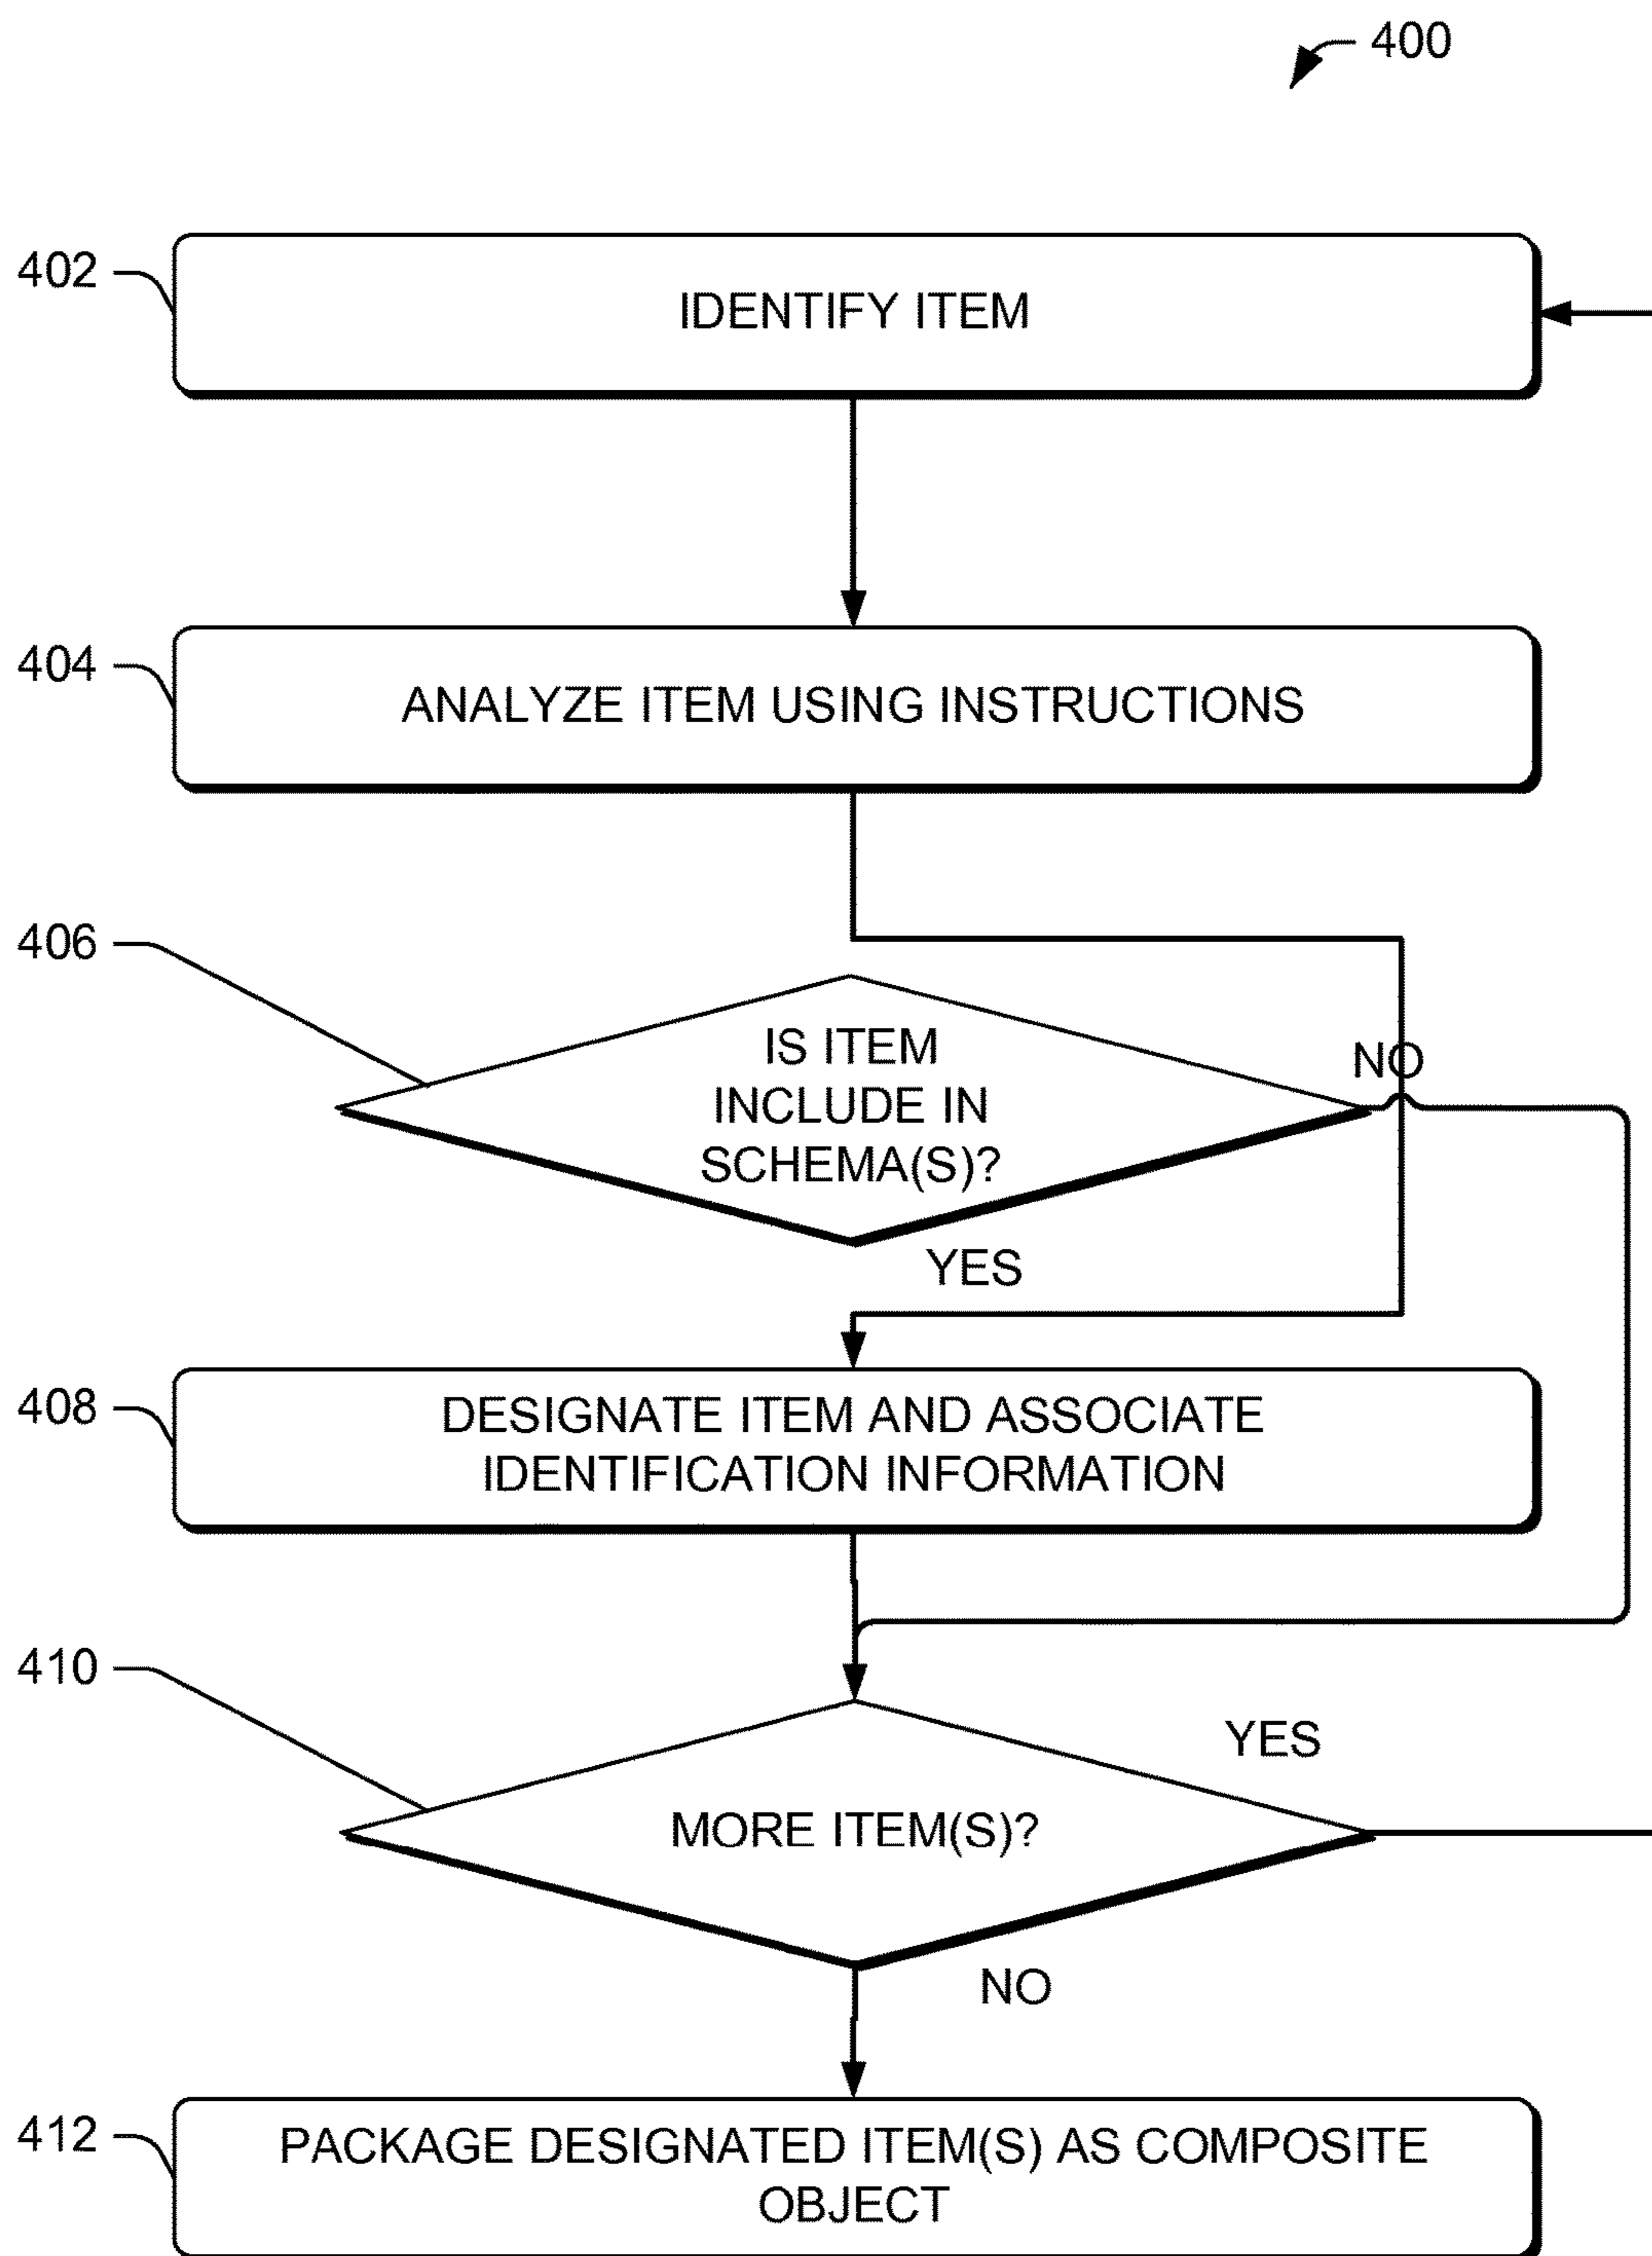 400
402
IDENTIFY ITEM
404
ANALYZE ITEM USING INSTRUCTIONS
406
IS ITEM
INCLUDE IN
SCHEMA(S)?
NO
YES
408
DESIGNATE ITEM AND ASSOCIATE
IDENTIFICATION INFORMATION
410
YES
MORE ITEM(S)?
NO
412
PACKAGE DESIGNATED ITEM(S) AS COMPOSITE
OBJECT